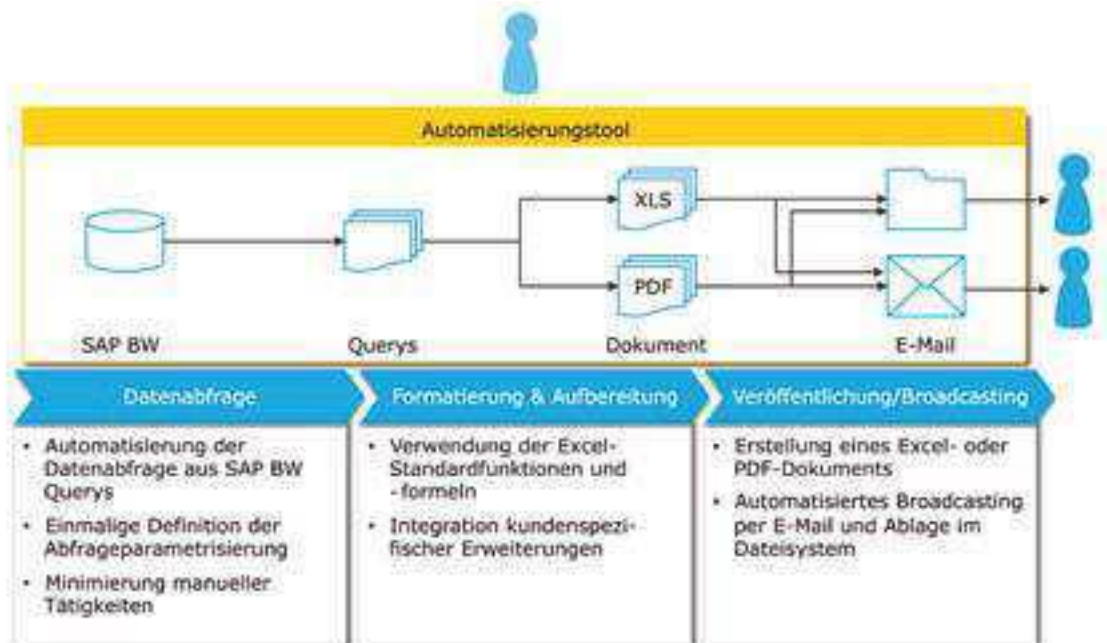 Automatisierungstool
XLS
PDF
SAP BW
Querys
Dokument
E-Mail
Datenabfrage
• Automatisierung der
Datenabfrage aus SAP BW
Querys
• Einmalige Definition der
Abfrageparametrisierung
• Minimierung manueller
Tätigkeiten
Formatierung & Aufbereitung
• Verwendung der Excel-
Standardfunktionen und
-formeln
• Integration kundenspezi-
fischer Erweiterungen
Veröffentlichung/Broadcasting
• Erstellung eines Excel- oder
PDF-Dokuments
• Automatisiertes Broadcasting
per E-Mail und Ablage im
Dateisystem